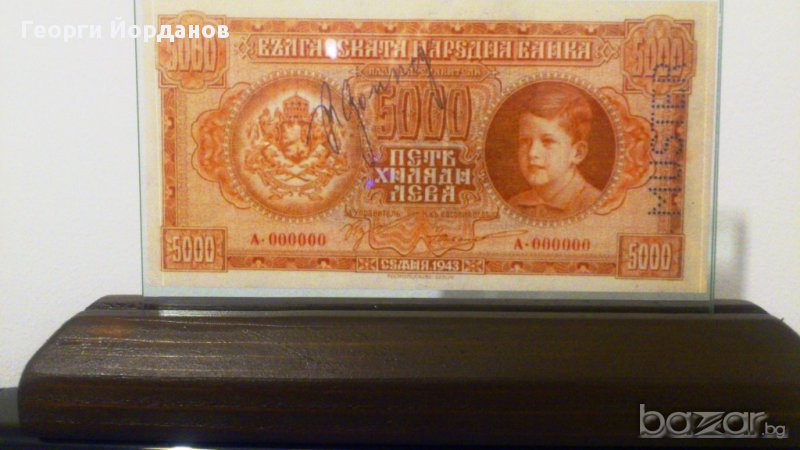 Георги Йорданов
БЪЛГАРСКАТА НАРОДНА БАНКА
5000
5000
5000
ПЕТЬ
ХИЛЯДИ
ЛЕВА
MUSTER
А·000000
А·000000
5000
СОФИЯ 1943
5000
bazar.bg